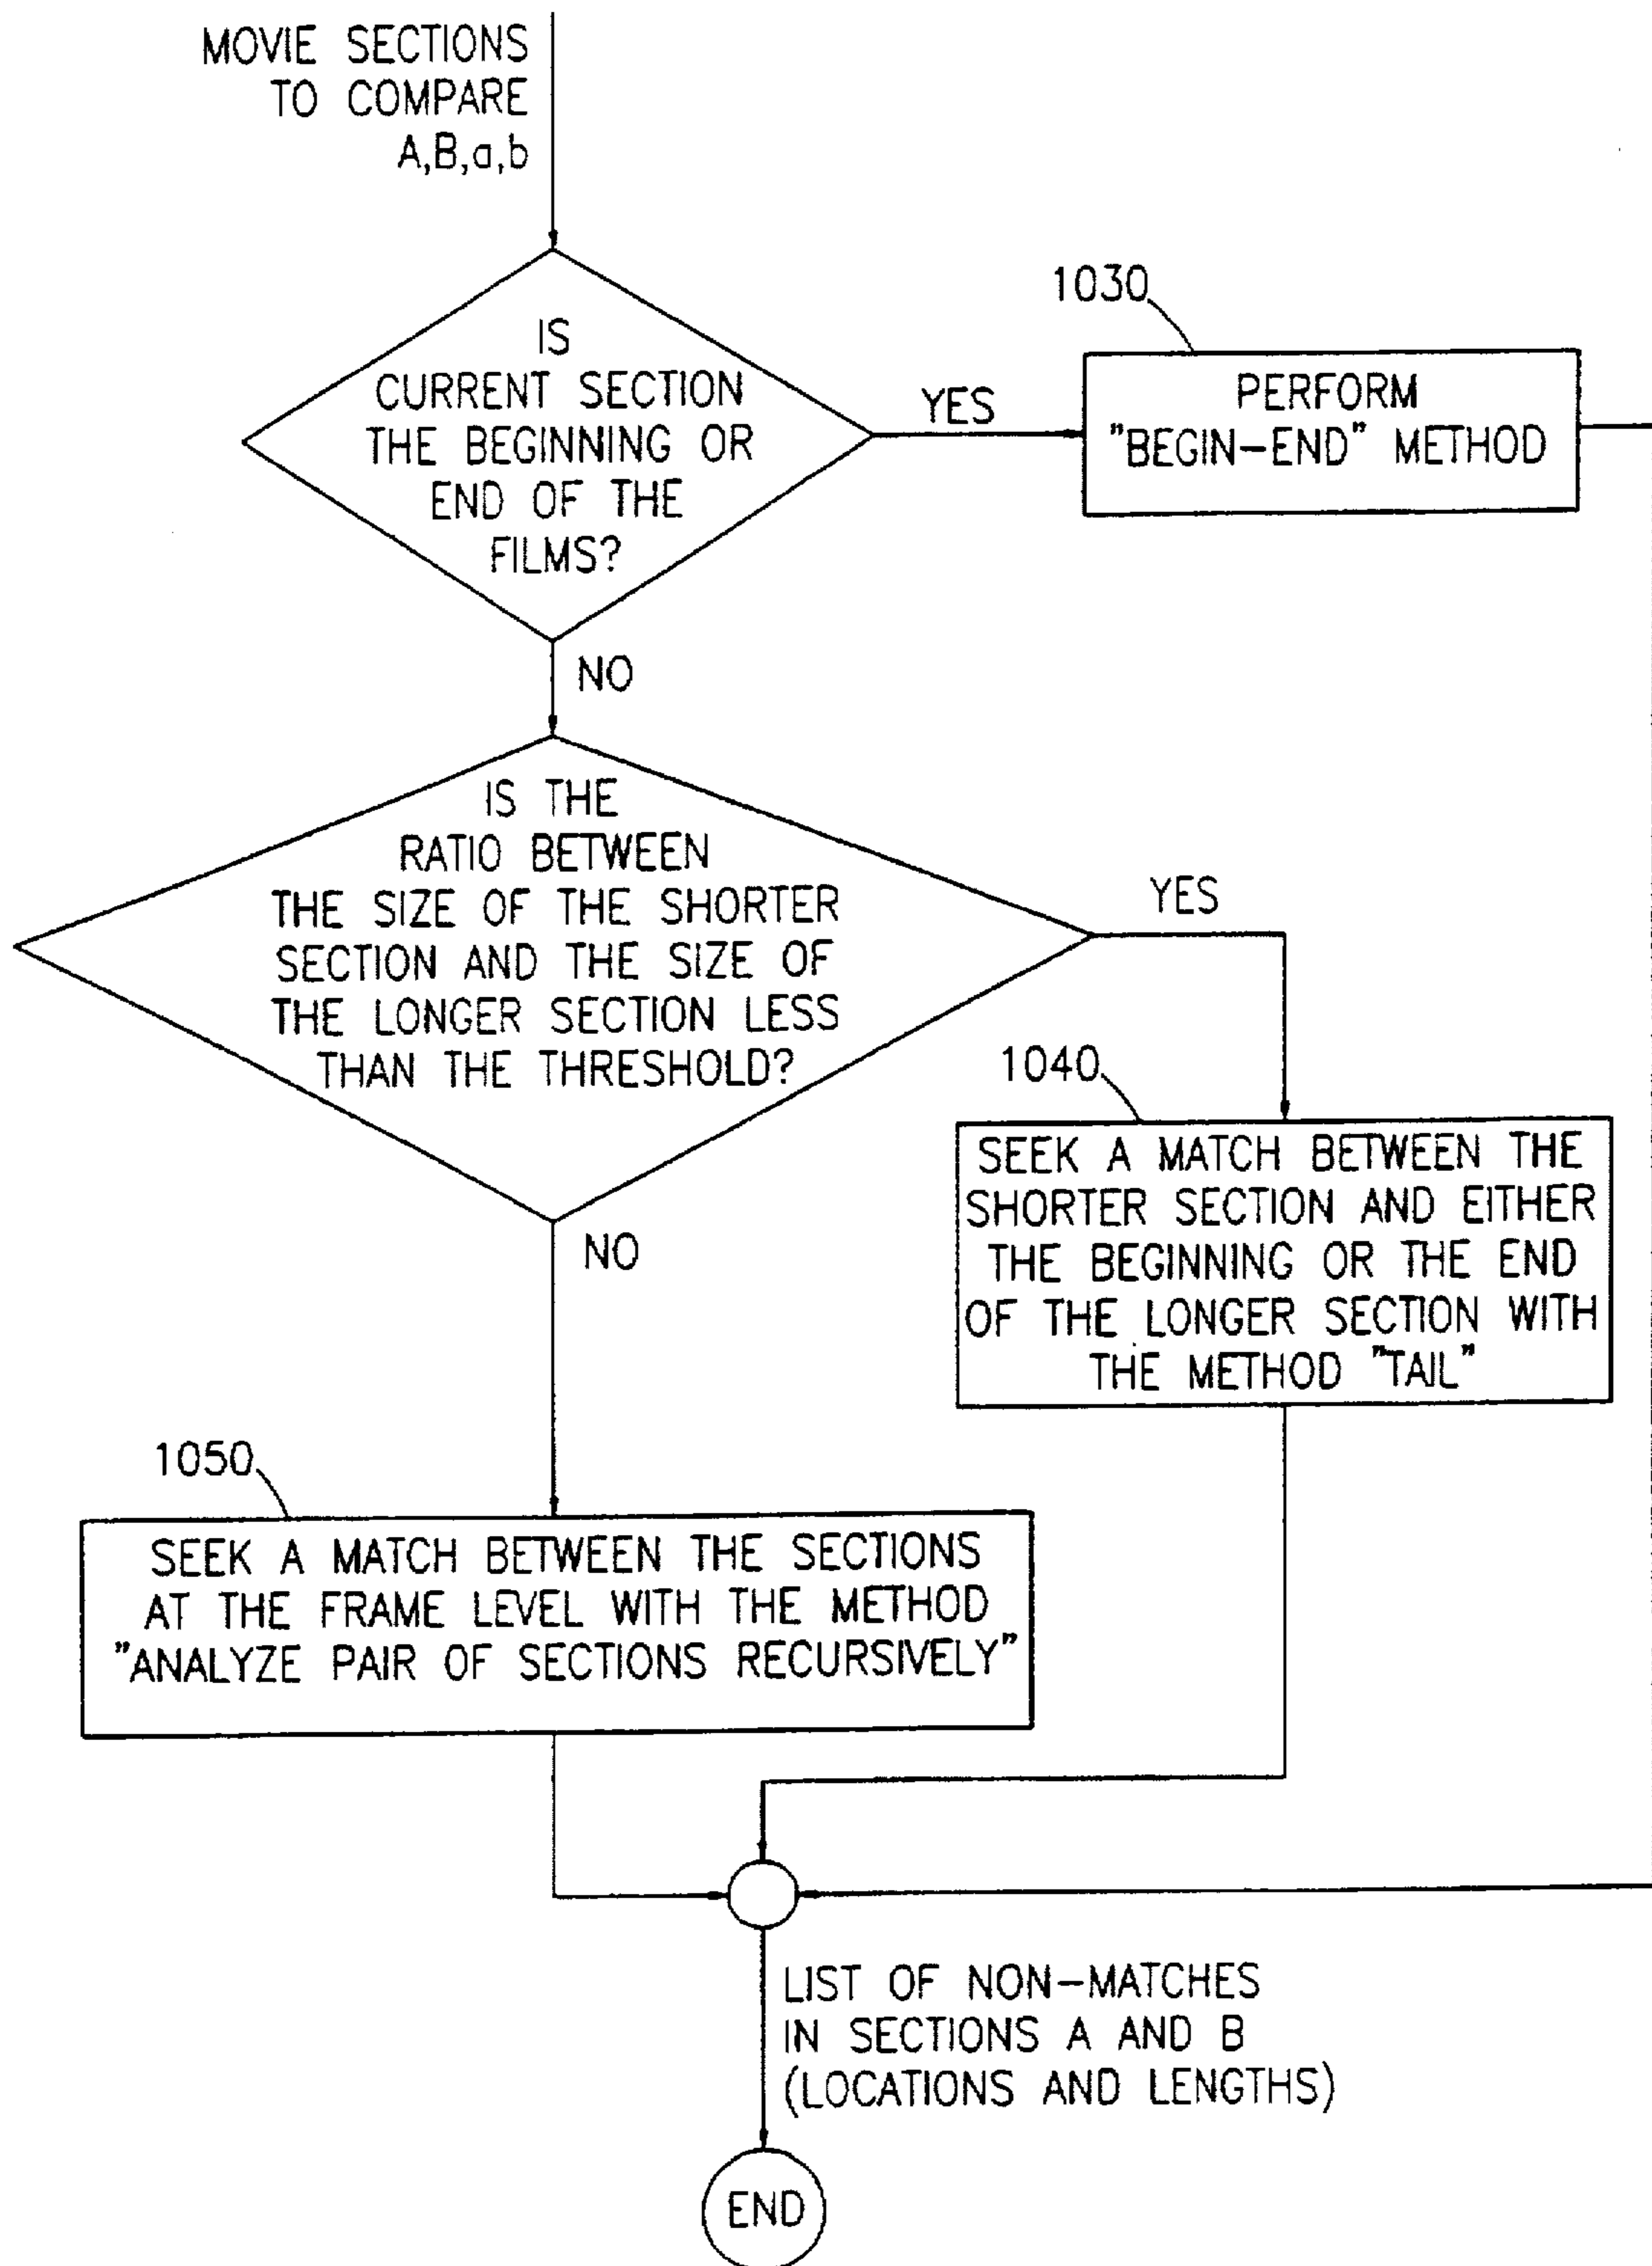 MOVIE SECTIONS
TO COMPARE
A,B,a,b
IS
CURRENT SECTION
THE BEGINNING OR
END OF THE
FILMS?
YES
1030
PERFORM
"BEGIN-END" METHOD
NO
IS THE
RATIO BETWEEN
THE SIZE OF THE SHORTER
SECTION AND THE SIZE OF
THE LONGER SECTION LESS
THAN THE THRESHOLD?
YES
1040
SEEK A MATCH BETWEEN THE
SHORTER SECTION AND EITHER
THE BEGINNING OR THE END
OF THE LONGER SECTION WITH
THE METHOD "TAIL"
NO
1050
SEEK A MATCH BETWEEN THE SECTIONS
AT THE FRAME LEVEL WITH THE METHOD
"ANALYZE PAIR OF SECTIONS RECURSIVELY"
LIST OF NON-MATCHES
IN SECTIONS A AND B
(LOCATIONS AND LENGTHS)
END